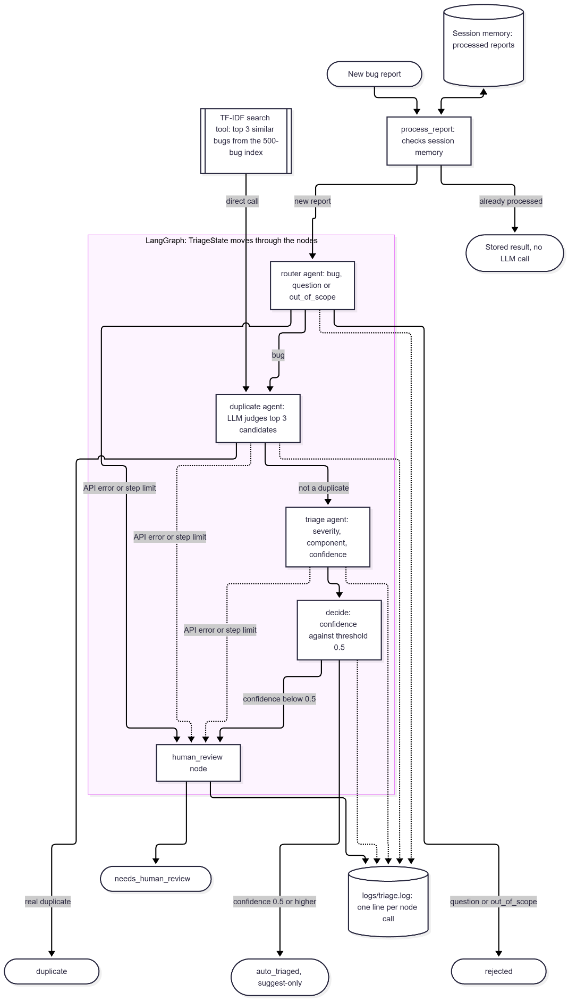 Session memory:
processed reports
New bug report
TF-IDF search
tool: top 3 similar
bugs from the 500-
bug index
process_report:
checks session
memory
direct call
new report
already processed
LangGraph: TriageState moves through the nodes
Stored result, no
LLM call
router agent: bug,
question or
out_of_scope
bug
duplicate agent:
LLM judges top 3
candidates
API error or step limit
not a duplicate
API error or step limit
triage agent:
severity,
component,
confidence
API error or step limit
decide:
confidence
against threshold
0.5
confidence below 0.5
human_review
node
needs_human_review
real duplicate
confidence 0.5 or higher
logs/triage.log:
one line per node
call
question or out_of_scope
duplicate
auto_triaged,
suggest-only
rejected